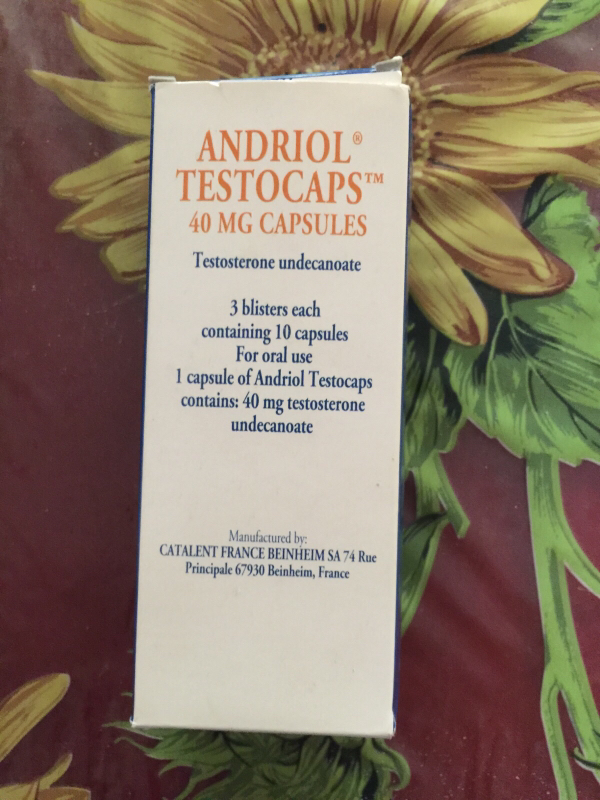 ANDRIOL®
TESTOCAPS™
40 MG CAPSULES
Testosterone undecanoate
3 blisters each
containing 10 capsules
For oral use
1 capsule of Andriol Testocaps
contains: 40 mg testosterone
undecanoate
Manufactured by:
CATALENT FRANCE BEINHEIM SA 74 Rue
Principale 67930 Beinheim, France